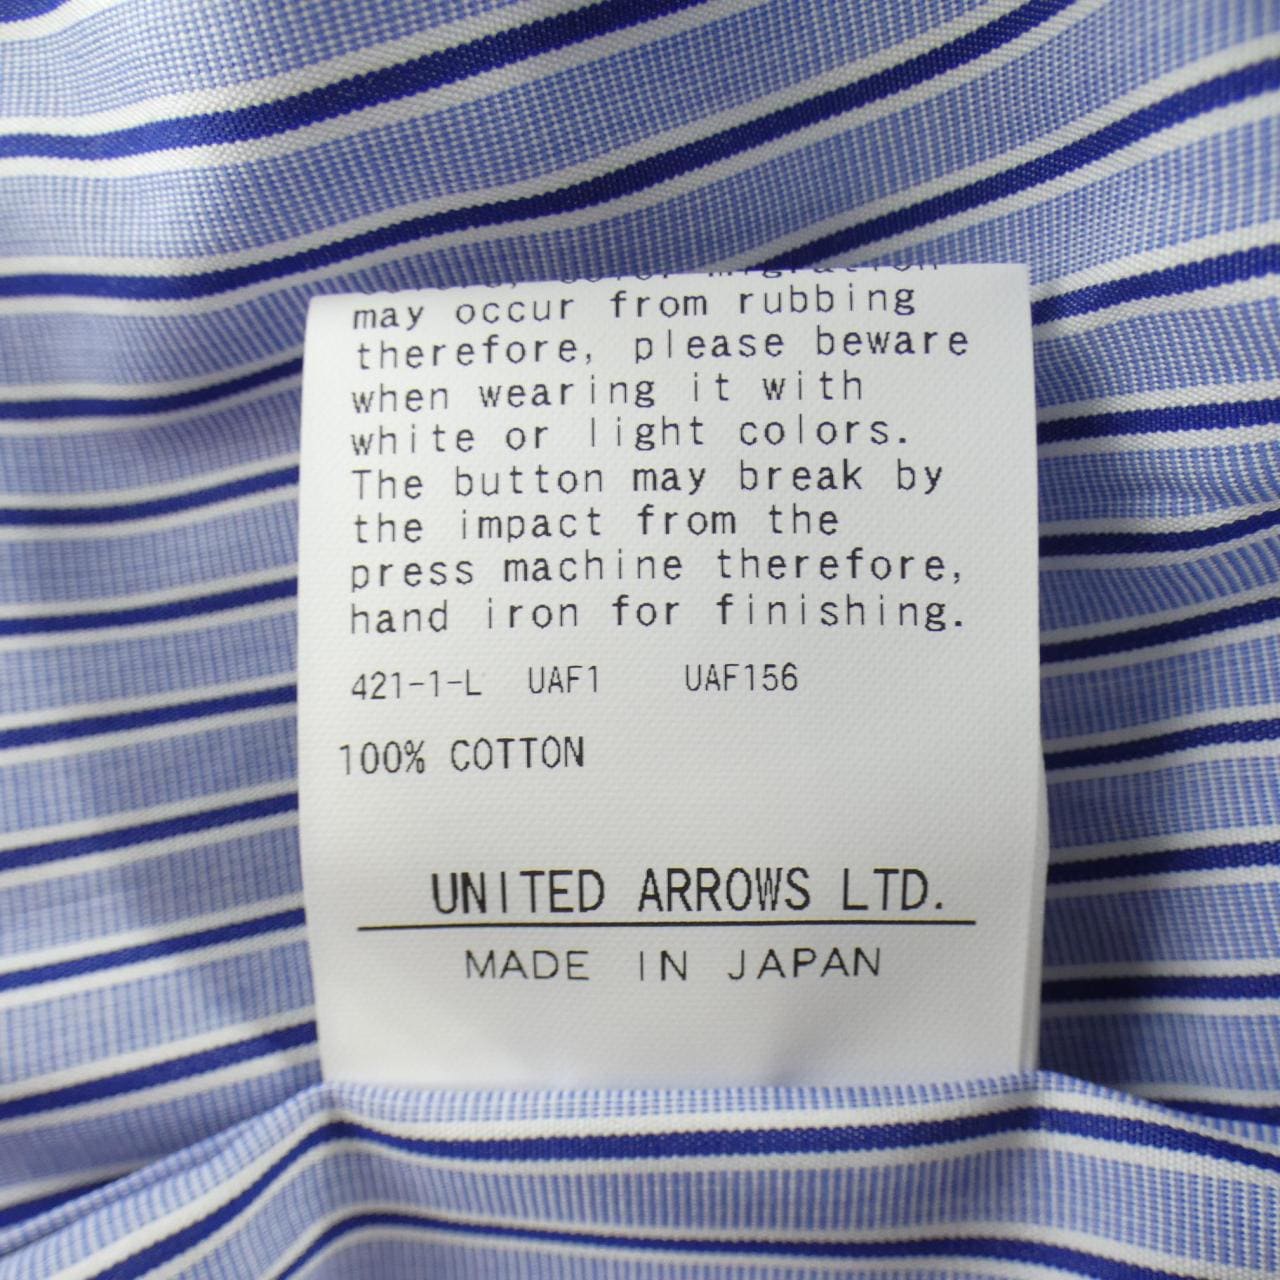 color migration
may occur from rubbing
therefore, please beware
when wearing it with
white or light colors.
The button may break by
the impact from the
press machine therefore,
hand iron for finishing.
421-1-L UAF1 UAF156
100% COTTON
UNITED ARROWS LTD.
MADE IN JAPAN